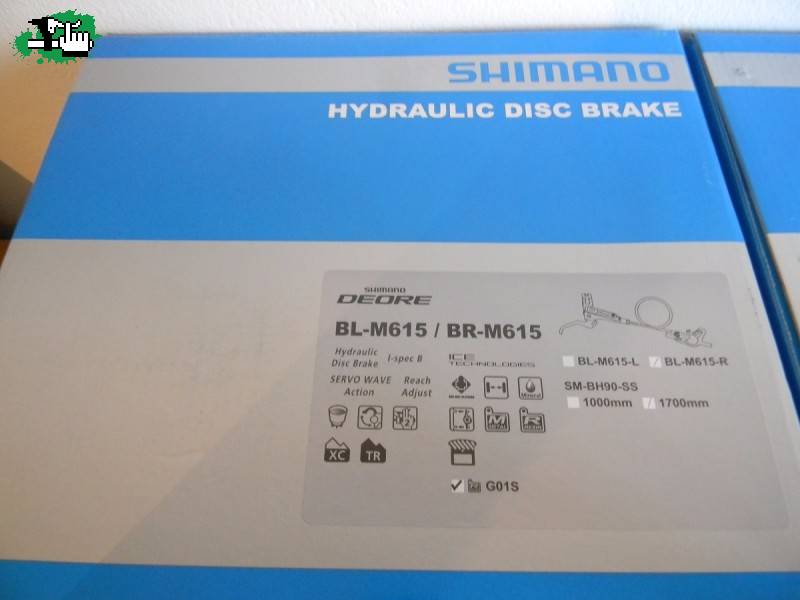 SHIMANO
HYDRAULIC DISC BRAKE
SHIMANO
DEORE
BL-M615 / BR-M615
Hydraulic
Disc Brake
I-spec B
ICE
TECHNOLOGIES
BL-M615-L
BL-M615-R
SERVO WAVE
Action
Reach
Adjust
Mineral
SM-BH90-SS
1000mm
1700mm
XC
TR
G01S